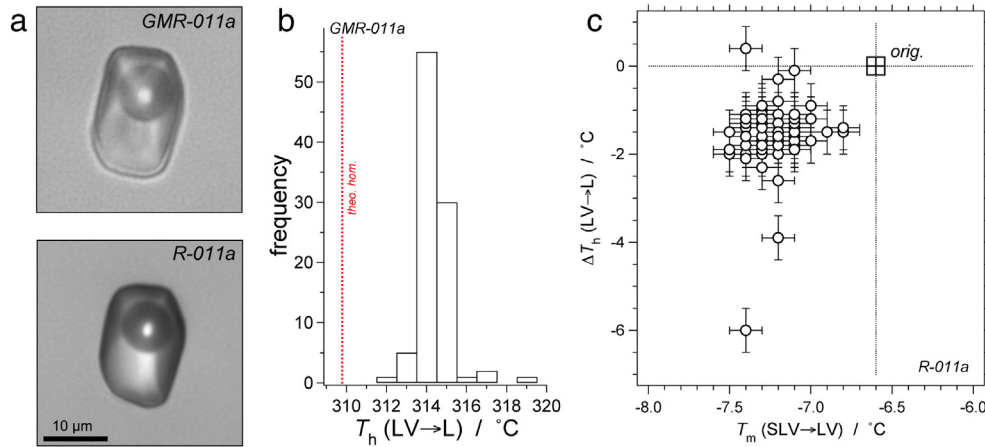 a
GMR-011a
R-011a
10 µm
b
GMR-011a
theo. hom.
frequency
50
40
30
20
10
0
310 312 314 316 318 320
Th (LV→L) / °C
c
orig.
0
-2
-4
-6
ΔTh (LV→L) / °C
R-011a
-8.0 -7.5 -7.0 -6.5 -6.0
Tm (SLV→LV) / °C